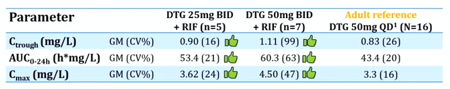 Parameter DTG 25mg BID + RIF (n=5) DTG 50mg BID + RIF (n=7) Adult reference DTG 50mg QD¹ (N=16)
Ctrough (mg/L) GM (CV%) 0.90 (16) 1.11 (99) 0.83 (26)
AUC0-24h (h*mg/L) GM (CV%) 53.4 (21) 60.3 (63) 43.4 (20)
Cmax (mg/L) GM (CV%) 3.62 (24) 4.50 (47) 3.3 (16)